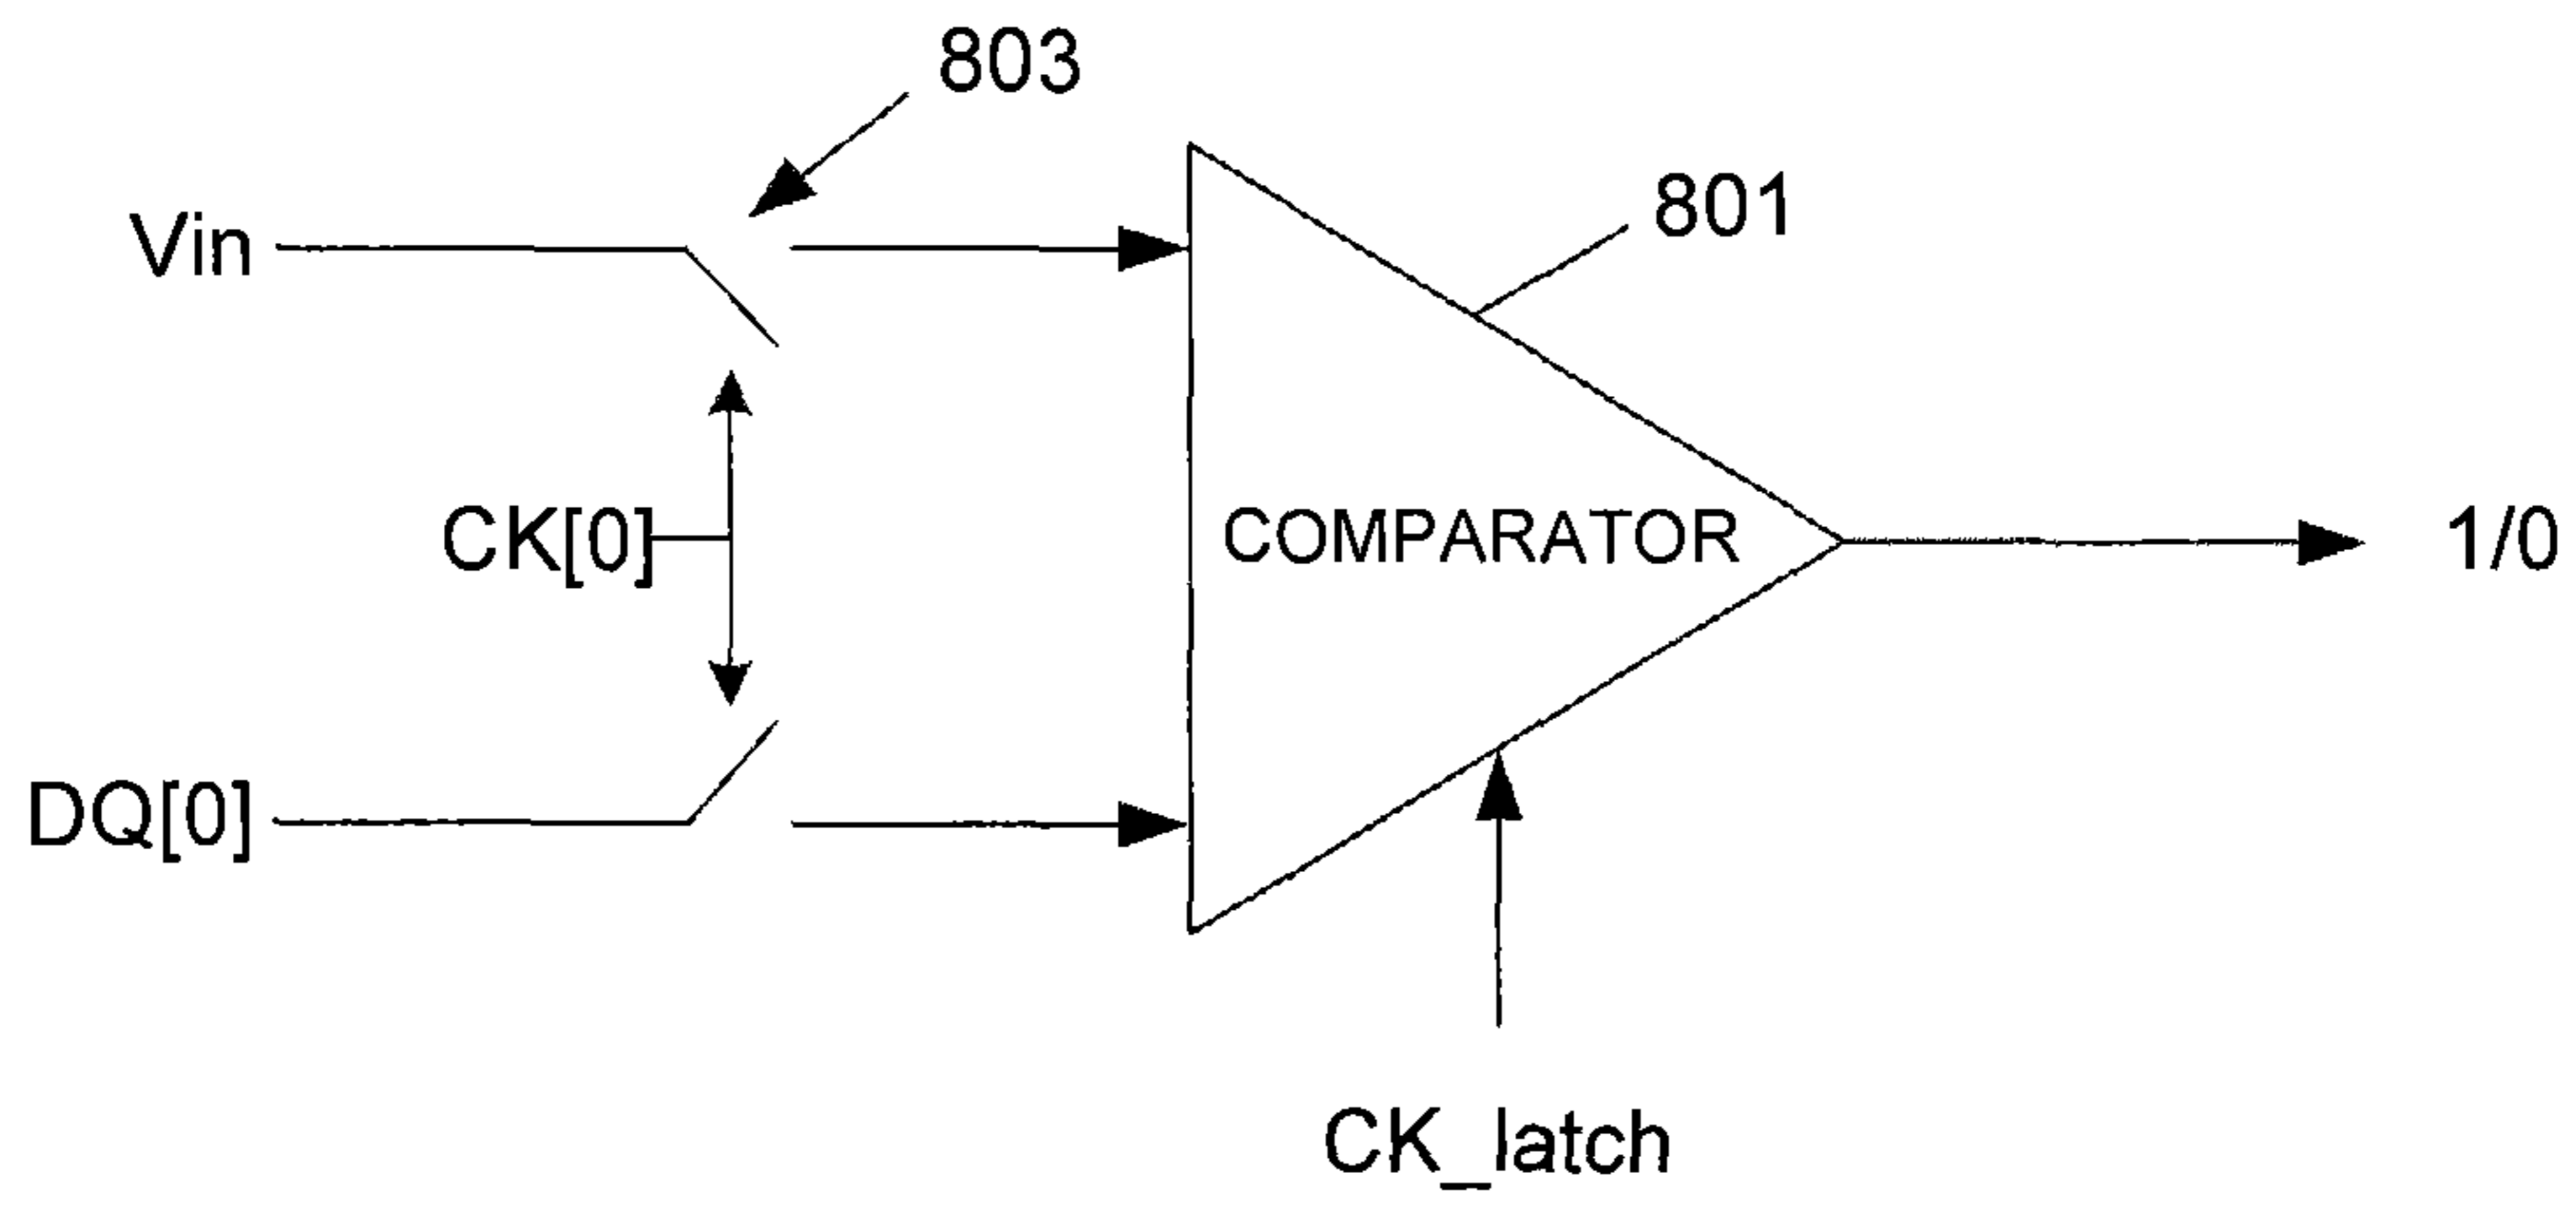 803
801
Vin
CK[0]
COMPARATOR
1/0
DQ[0]
CK_latch